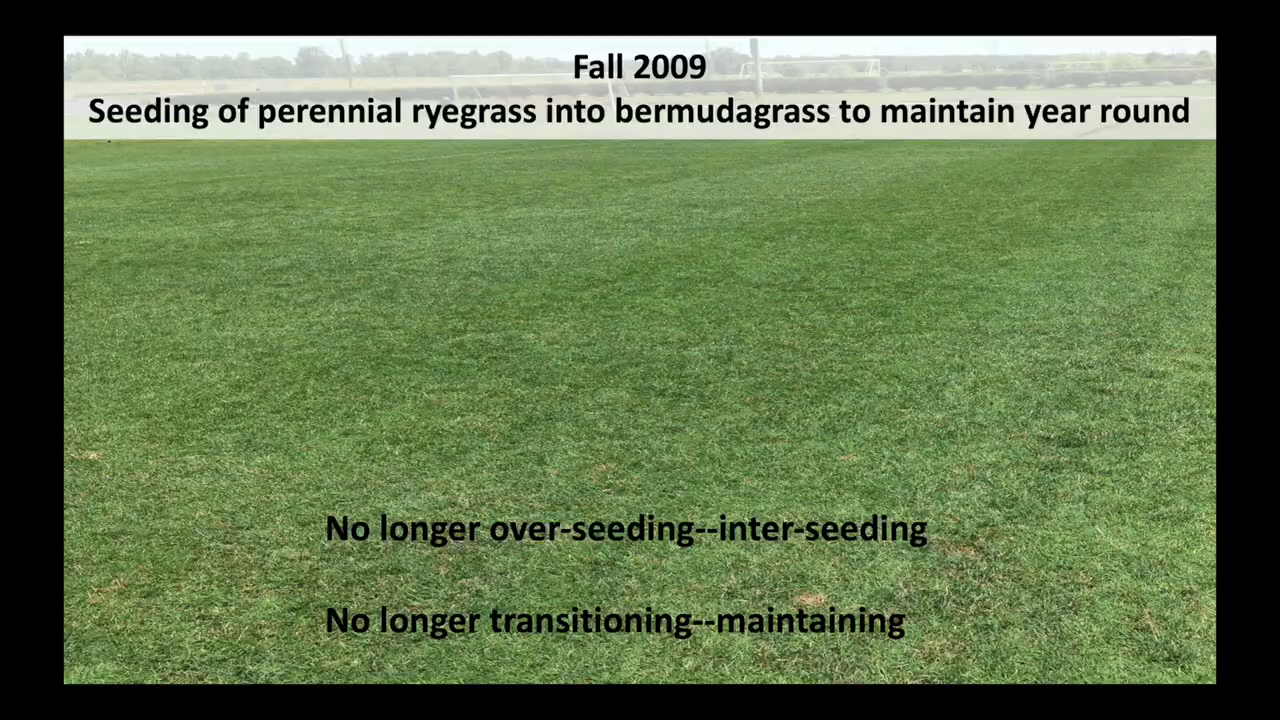 Fall 2009
Seeding of perennial ryegrass into bermudagrass to maintain year round
No longer over-seeding--inter-seeding
No longer transitioning--maintaining